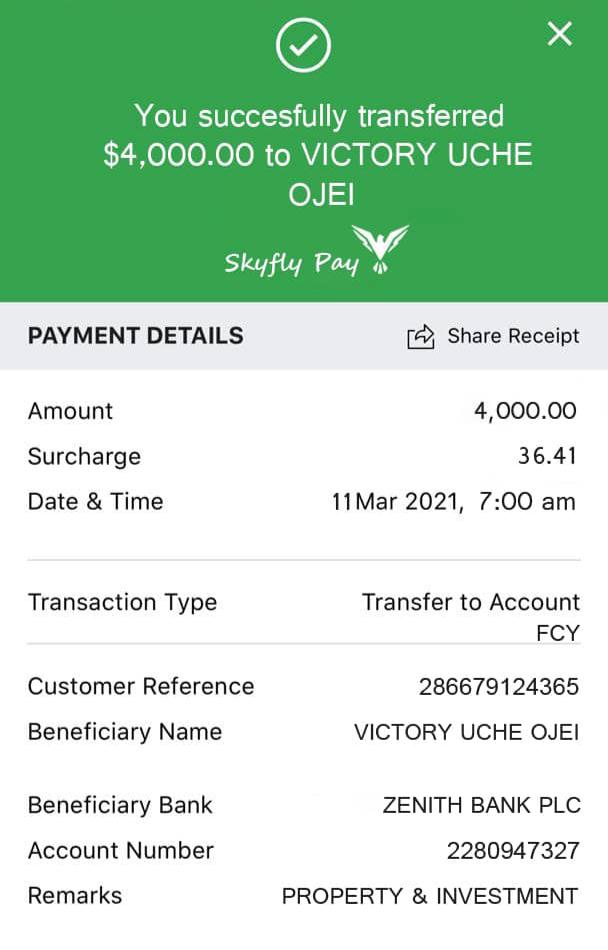 You succesfully transferred
$4,000.00 to VICTORY UCHE
OJEI
Skyfly Pay
PAYMENT DETAILS Share Receipt
Amount 4,000.00
Surcharge 36.41
Date & Time 11Mar 2021, 7:00 am
Transaction Type Transfer to Account
FCY
Customer Reference 286679124365
Beneficiary Name VICTORY UCHE OJEI
Beneficiary Bank ZENITH BANK PLC
Account Number 2280947327
Remarks PROPERTY & INVESTMENT